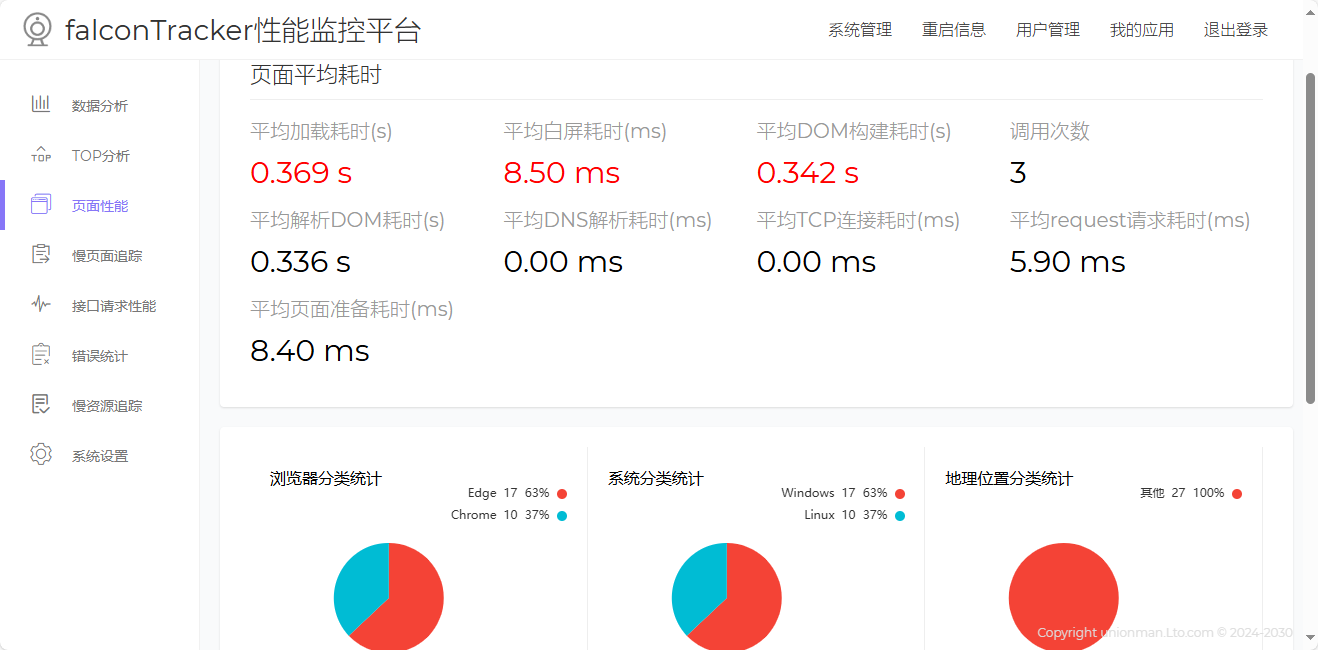 falconTracker性能监控平台
系统管理 重启信息 用户管理 我的应用 退出登录
数据分析
TOP分析
页面性能
慢页面追踪
接口请求性能
错误统计
慢资源追踪
系统设置
页面平均耗时
平均加载耗时(s) 平均白屏耗时(ms) 平均DOM构建耗时(s) 调用次数
0.369 s 8.50 ms 0.342 s 3
平均解析DOM耗时(s) 平均DNS解析耗时(ms) 平均TCP连接耗时(ms) 平均request请求耗时(ms)
0.336 s 0.00 ms 0.00 ms 5.90 ms
平均页面准备耗时(ms)
8.40 ms
浏览器分类统计
Edge 17 63%
Chrome 10 37%
系统分类统计
Windows 17 63%
Linux 10 37%
地理位置分类统计
其他 27 100%
Copyright unionman.Lto.com © 2024-2030